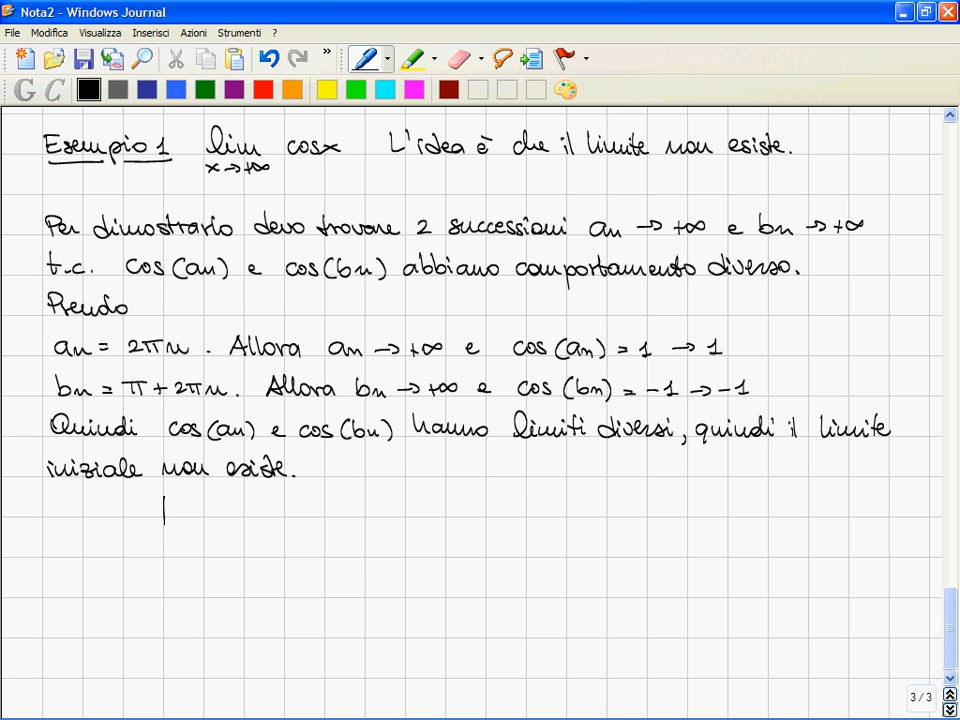 Nota2 - Windows Journal
File Modifica Visualizza Inserisci Azioni Strumenti ?
»
G C
Esempio 1 lim cosx L'idea è che il limite non esiste.
x→+∞
Per dimostrarlo devo trovare 2 successioni an → +∞ e bn → +∞
t.c. cos(an) e cos(bn) abbiano comportamento diverso.
Prendo
an = 2πn. Allora an → +∞ e cos(an) = 1 → 1
bn = π + 2πn. Allora bn → +∞ e cos(bn) = -1 → -1
Quindi cos(an) e cos(bn) hanno limiti diversi, quindi il limite
iniziale non esiste.
3 / 3